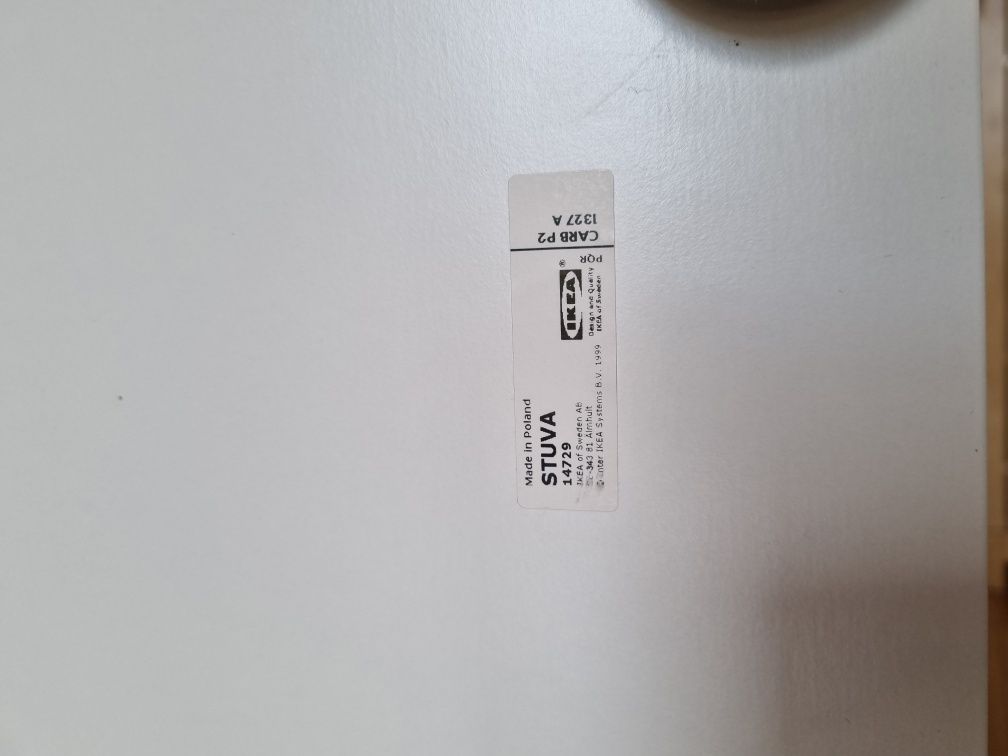 Made in Poland
STUVA
14729
IKEA of Sweden AB
343 81 Älmhult
Inter IKEA Systems B.V. 1999
IKEA®
Design and Quality
IKEA of Sweden
PQR
CARB P2
1327 A